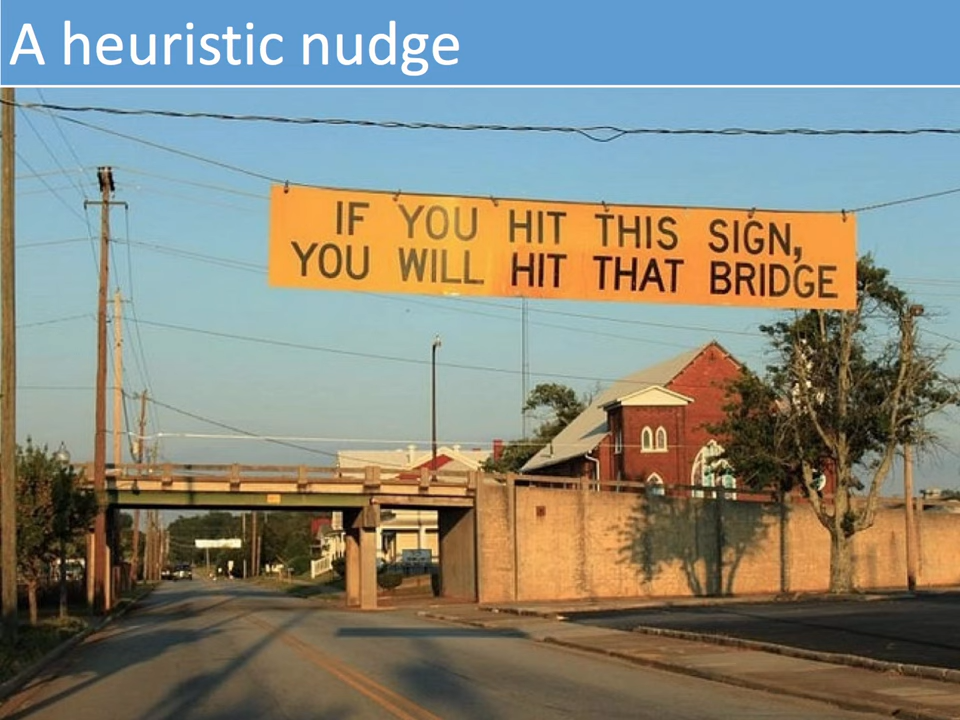 A heuristic nudge
IF YOU HIT THIS SIGN,
YOU WILL HIT THAT BRIDGE